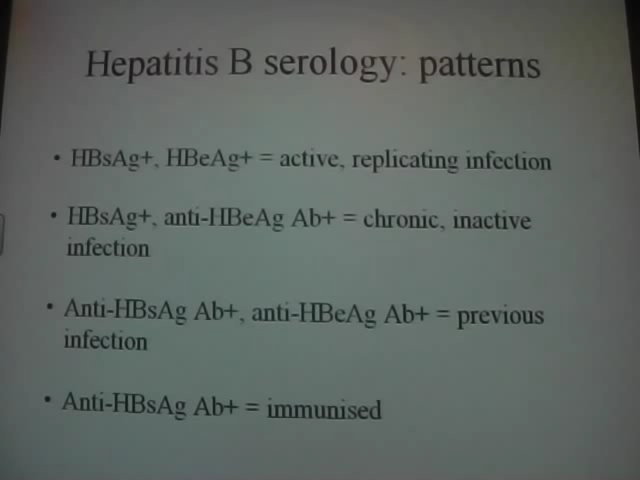 Hepatitis B serology: patterns
• HBsAg+, HBeAg+ = active, replicating infection
• HBsAg+, anti-HBeAg Ab+ = chronic, inactive
infection
• Anti-HBsAg Ab+, anti-HBeAg Ab+ = previous
infection
• Anti-HBsAg Ab+ = immunised